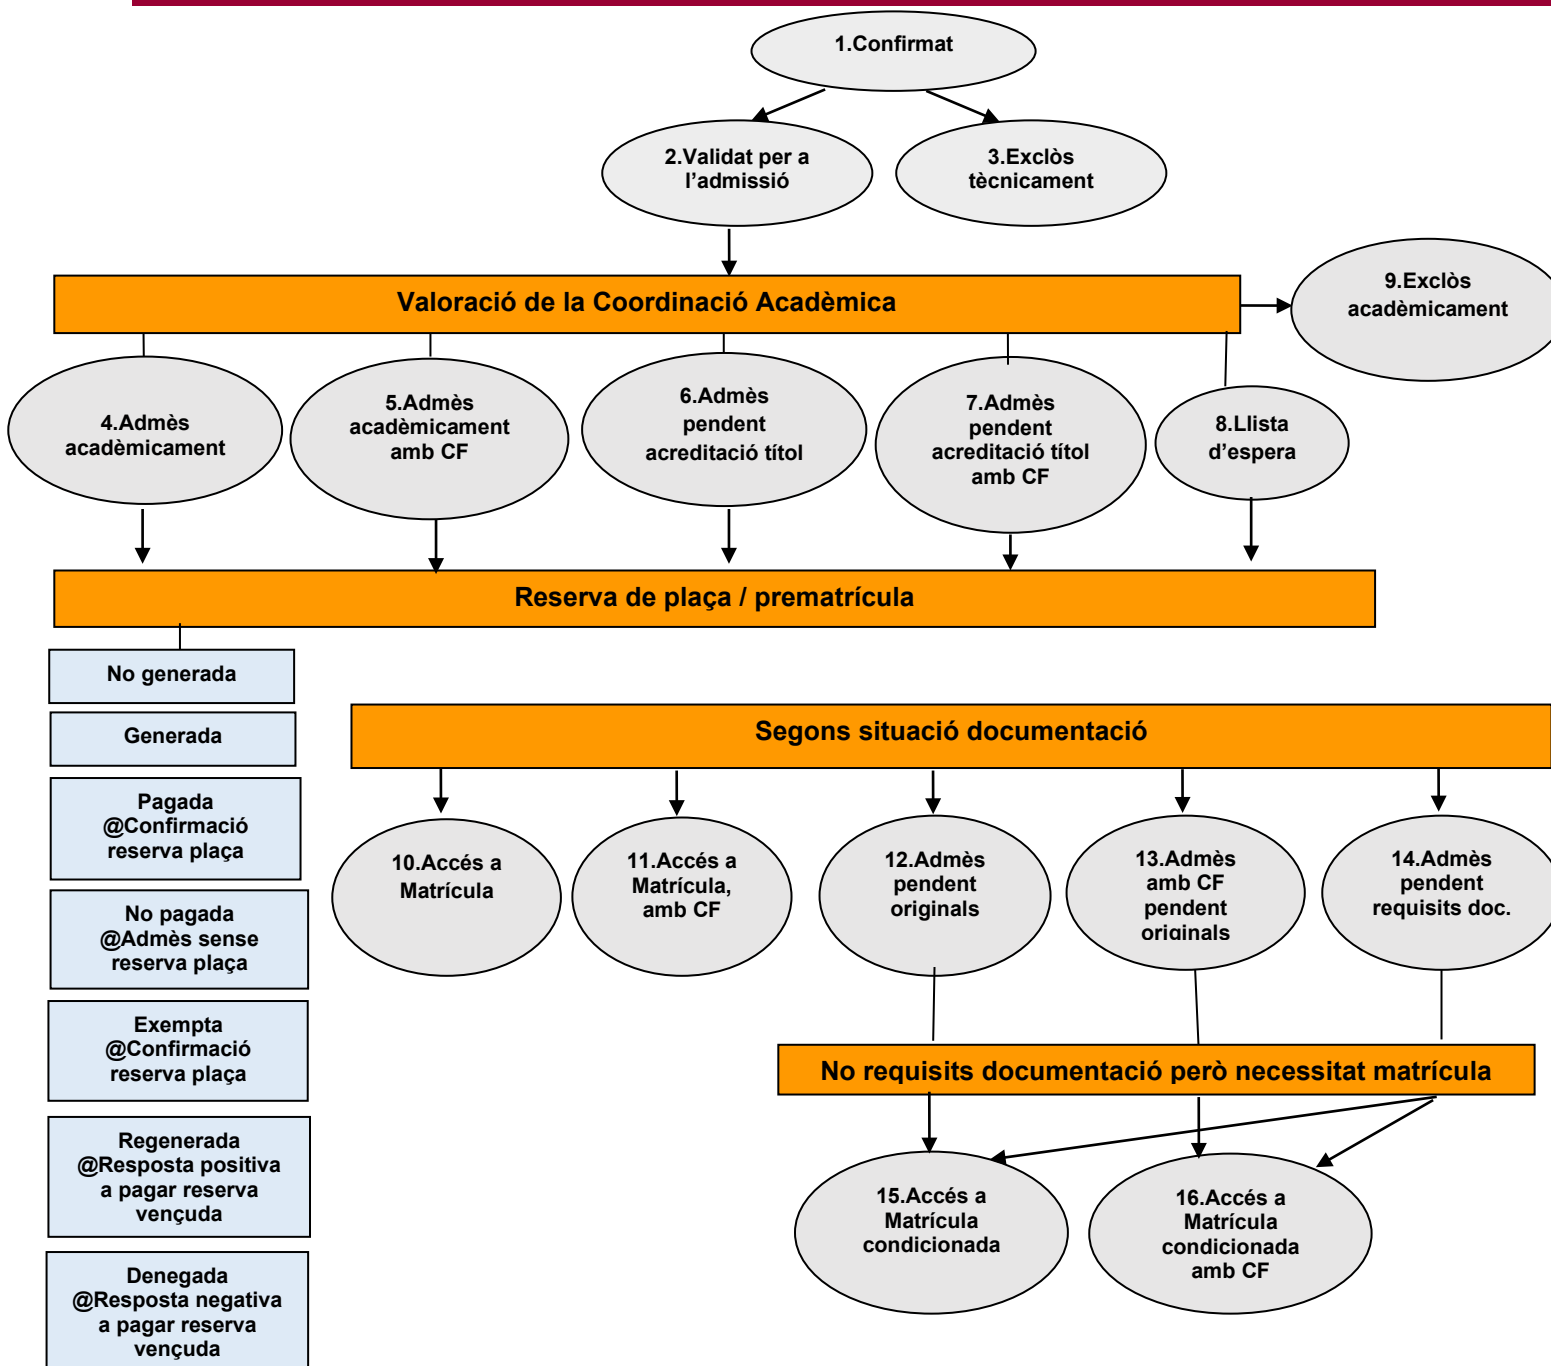 1.Confirmat
2.Validat per a
l’admissió
3.Exclòs
tècnicament
Valoració de la Coordinació Acadèmica
9.Exclòs
acadèmicament
4.Admès
acadèmicament
5.Admès
acadèmicament
amb CF
6.Admès
pendent
acreditació títol
7.Admès
pendent
acreditació títol
amb CF
8.Llista
d’espera
Reserva de plaça / prematrícula
No generada
Generada
Pagada
@Confirmació
reserva plaça
No pagada
@Admès sense
reserva plaça
Exempta
@Confirmació
reserva plaça
Regenerada
@Resposta positiva
a pagar reserva
vençuda
Denegada
@Resposta negativa
a pagar reserva
vençuda
Segons situació documentació
10.Accés a
Matrícula
11.Accés a
Matrícula,
amb CF
12.Admès
pendent
originals
13.Admès
amb CF
pendent
originals
14.Admès
pendent
requisits doc.
No requisits documentació però necessitat matrícula
15.Accés a
Matrícula
condicionada
16.Accés a
Matrícula
condicionada
amb CF